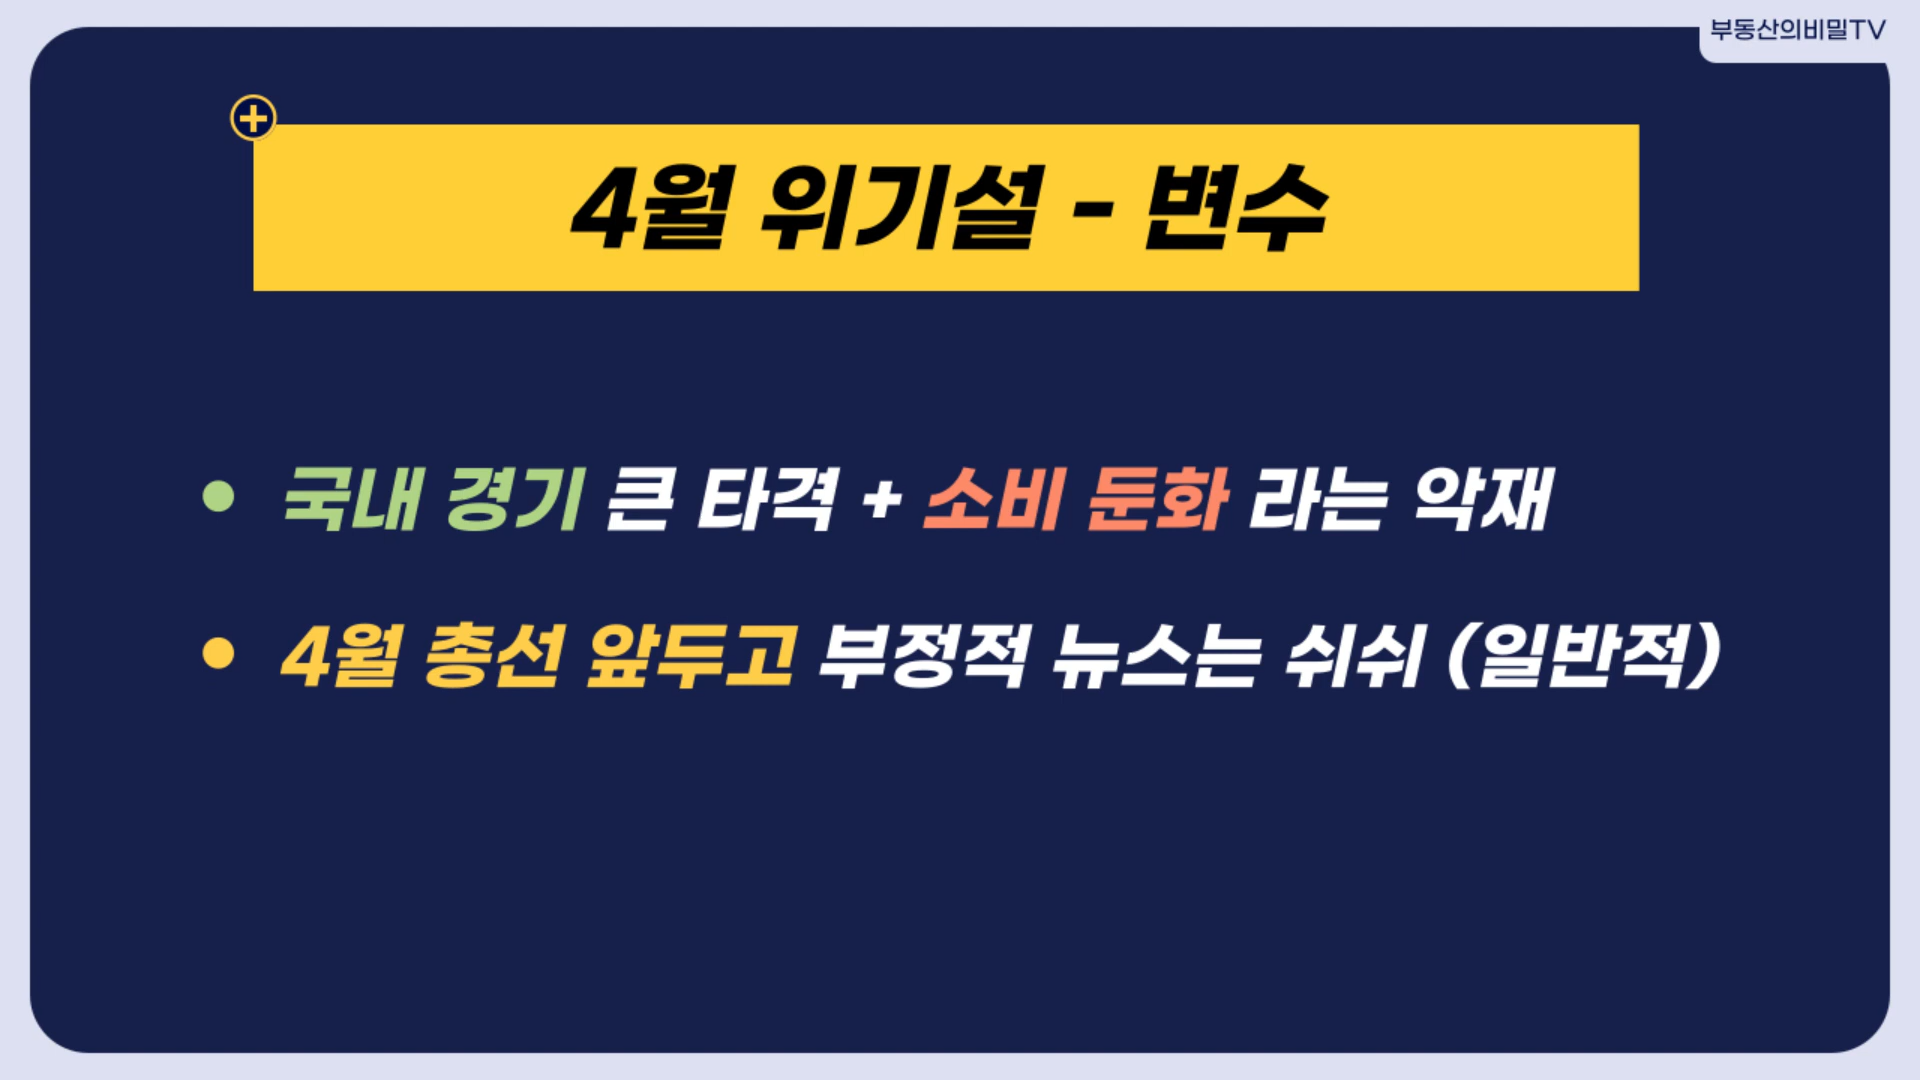 부동산의비밀TV
4월 위기설 - 변수
국내 경기 큰 타격 + 소비 둔화 라는 악재
4월 총선 앞두고 부정적 뉴스는 쉬쉬 (일반적)